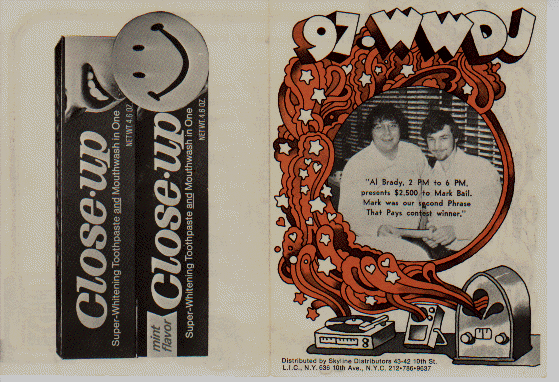 Close-up
Super-Whitening Toothpaste and Mouthwash in One
NET WT. 4.6 OZ.
mint
flavor
Close-up
Super-Whitening Toothpaste and Mouthwash in One
NET WT. 4.6 OZ.
97·WWDJ
"Al Brady, 2 PM to 6 PM,
presents $2,500 to Mark Bail.
Mark was our second Phrase
That Pays contest winner."
Distributed by Skyline Distributors 43-42 10th St.
L.I.C., N.Y. 636 10th Ave., N.Y.C. 212•786•9637